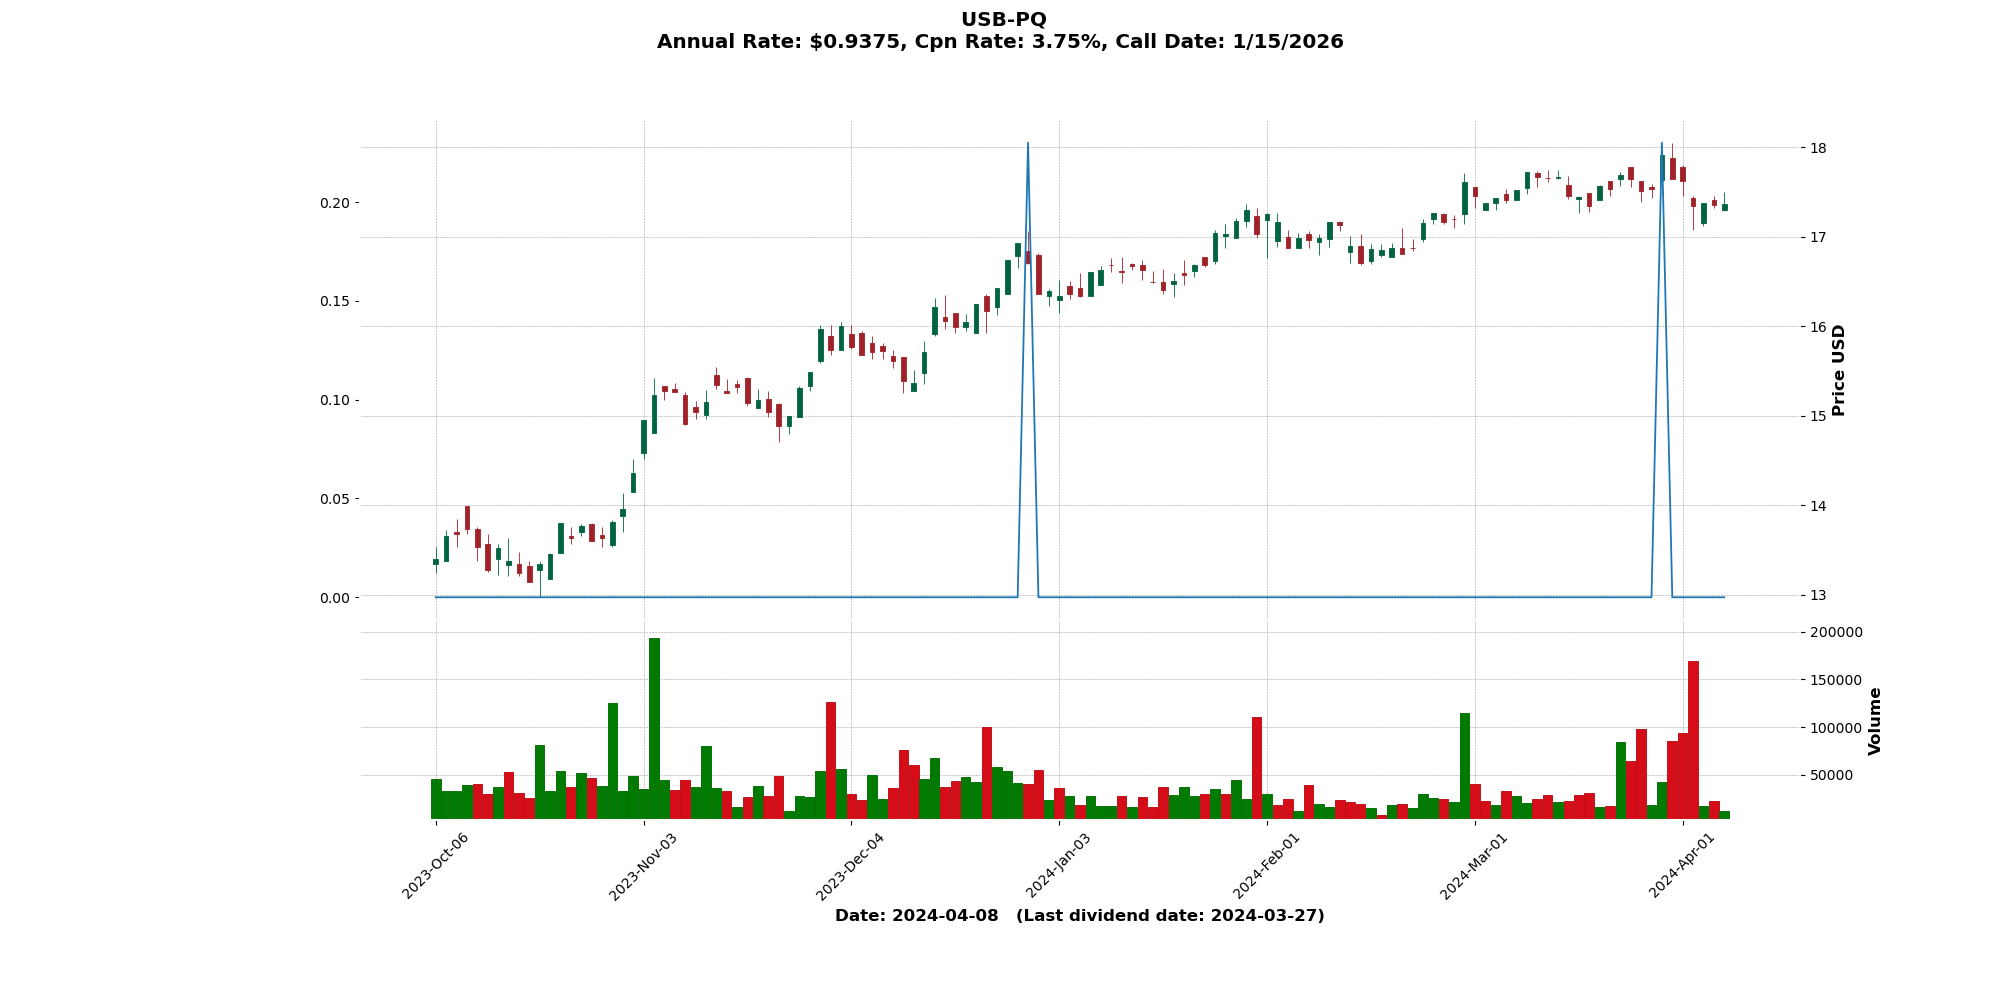 USB-PQ
Annual Rate: $0.9375, Cpn Rate: 3.75%, Call Date: 1/15/2026
0.20
0.15
0.10
0.05
0.00
18
17
16
15
14
13
Price USD
200000
150000
100000
50000
Volume
2023-Oct-06
2023-Nov-03
2023-Dec-04
2024-Jan-03
2024-Feb-01
2024-Mar-01
2024-Apr-01
Date: 2024-04-08 (Last dividend date: 2024-03-27)